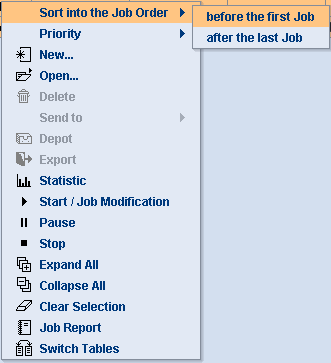 Sort into the Job Order
before the first Job
Priority
after the last Job
New...
Open...
Delete
Send to
Depot
Export
Statistic
Start / Job Modification
Pause
Stop
Expand All
Collapse All
Clear Selection
Job Report
Switch Tables